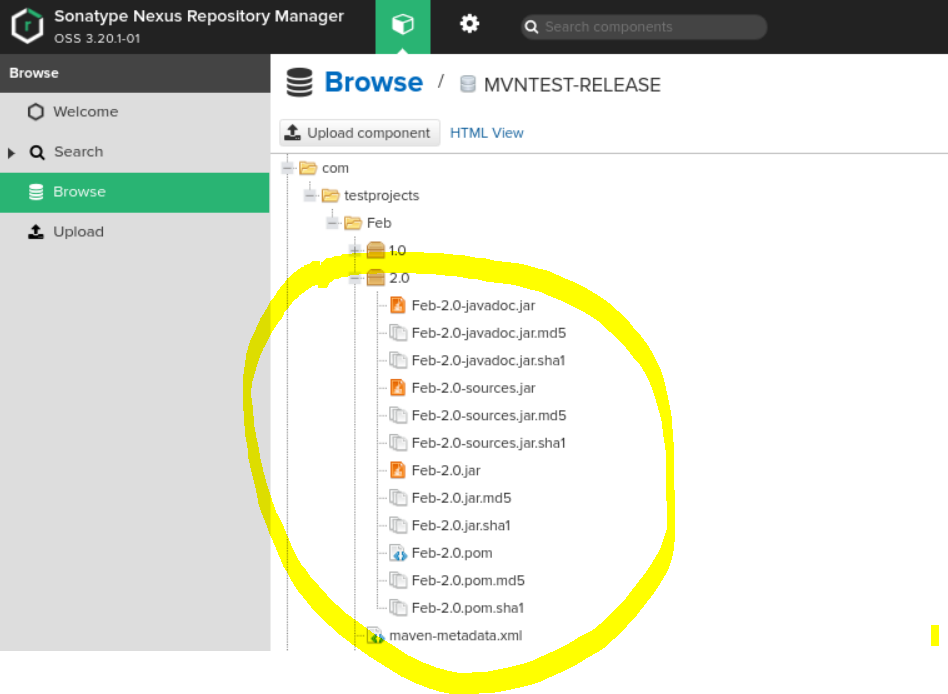 Sonatype Nexus Repository Manager
OSS 3.20.1-01
Search components
Browse
Welcome
Search
Browse
Upload
Browse / MVNTEST-RELEASE
Upload component HTML View
com
testprojects
Feb
1.0
2.0
Feb-2.0-javadoc.jar
Feb-2.0-javadoc.jar.md5
Feb-2.0-javadoc.jar.sha1
Feb-2.0-sources.jar
Feb-2.0-sources.jar.md5
Feb-2.0-sources.jar.sha1
Feb-2.0.jar
Feb-2.0.jar.md5
Feb-2.0.jar.sha1
Feb-2.0.pom
Feb-2.0.pom.md5
Feb-2.0.pom.sha1
maven-metadata.xml